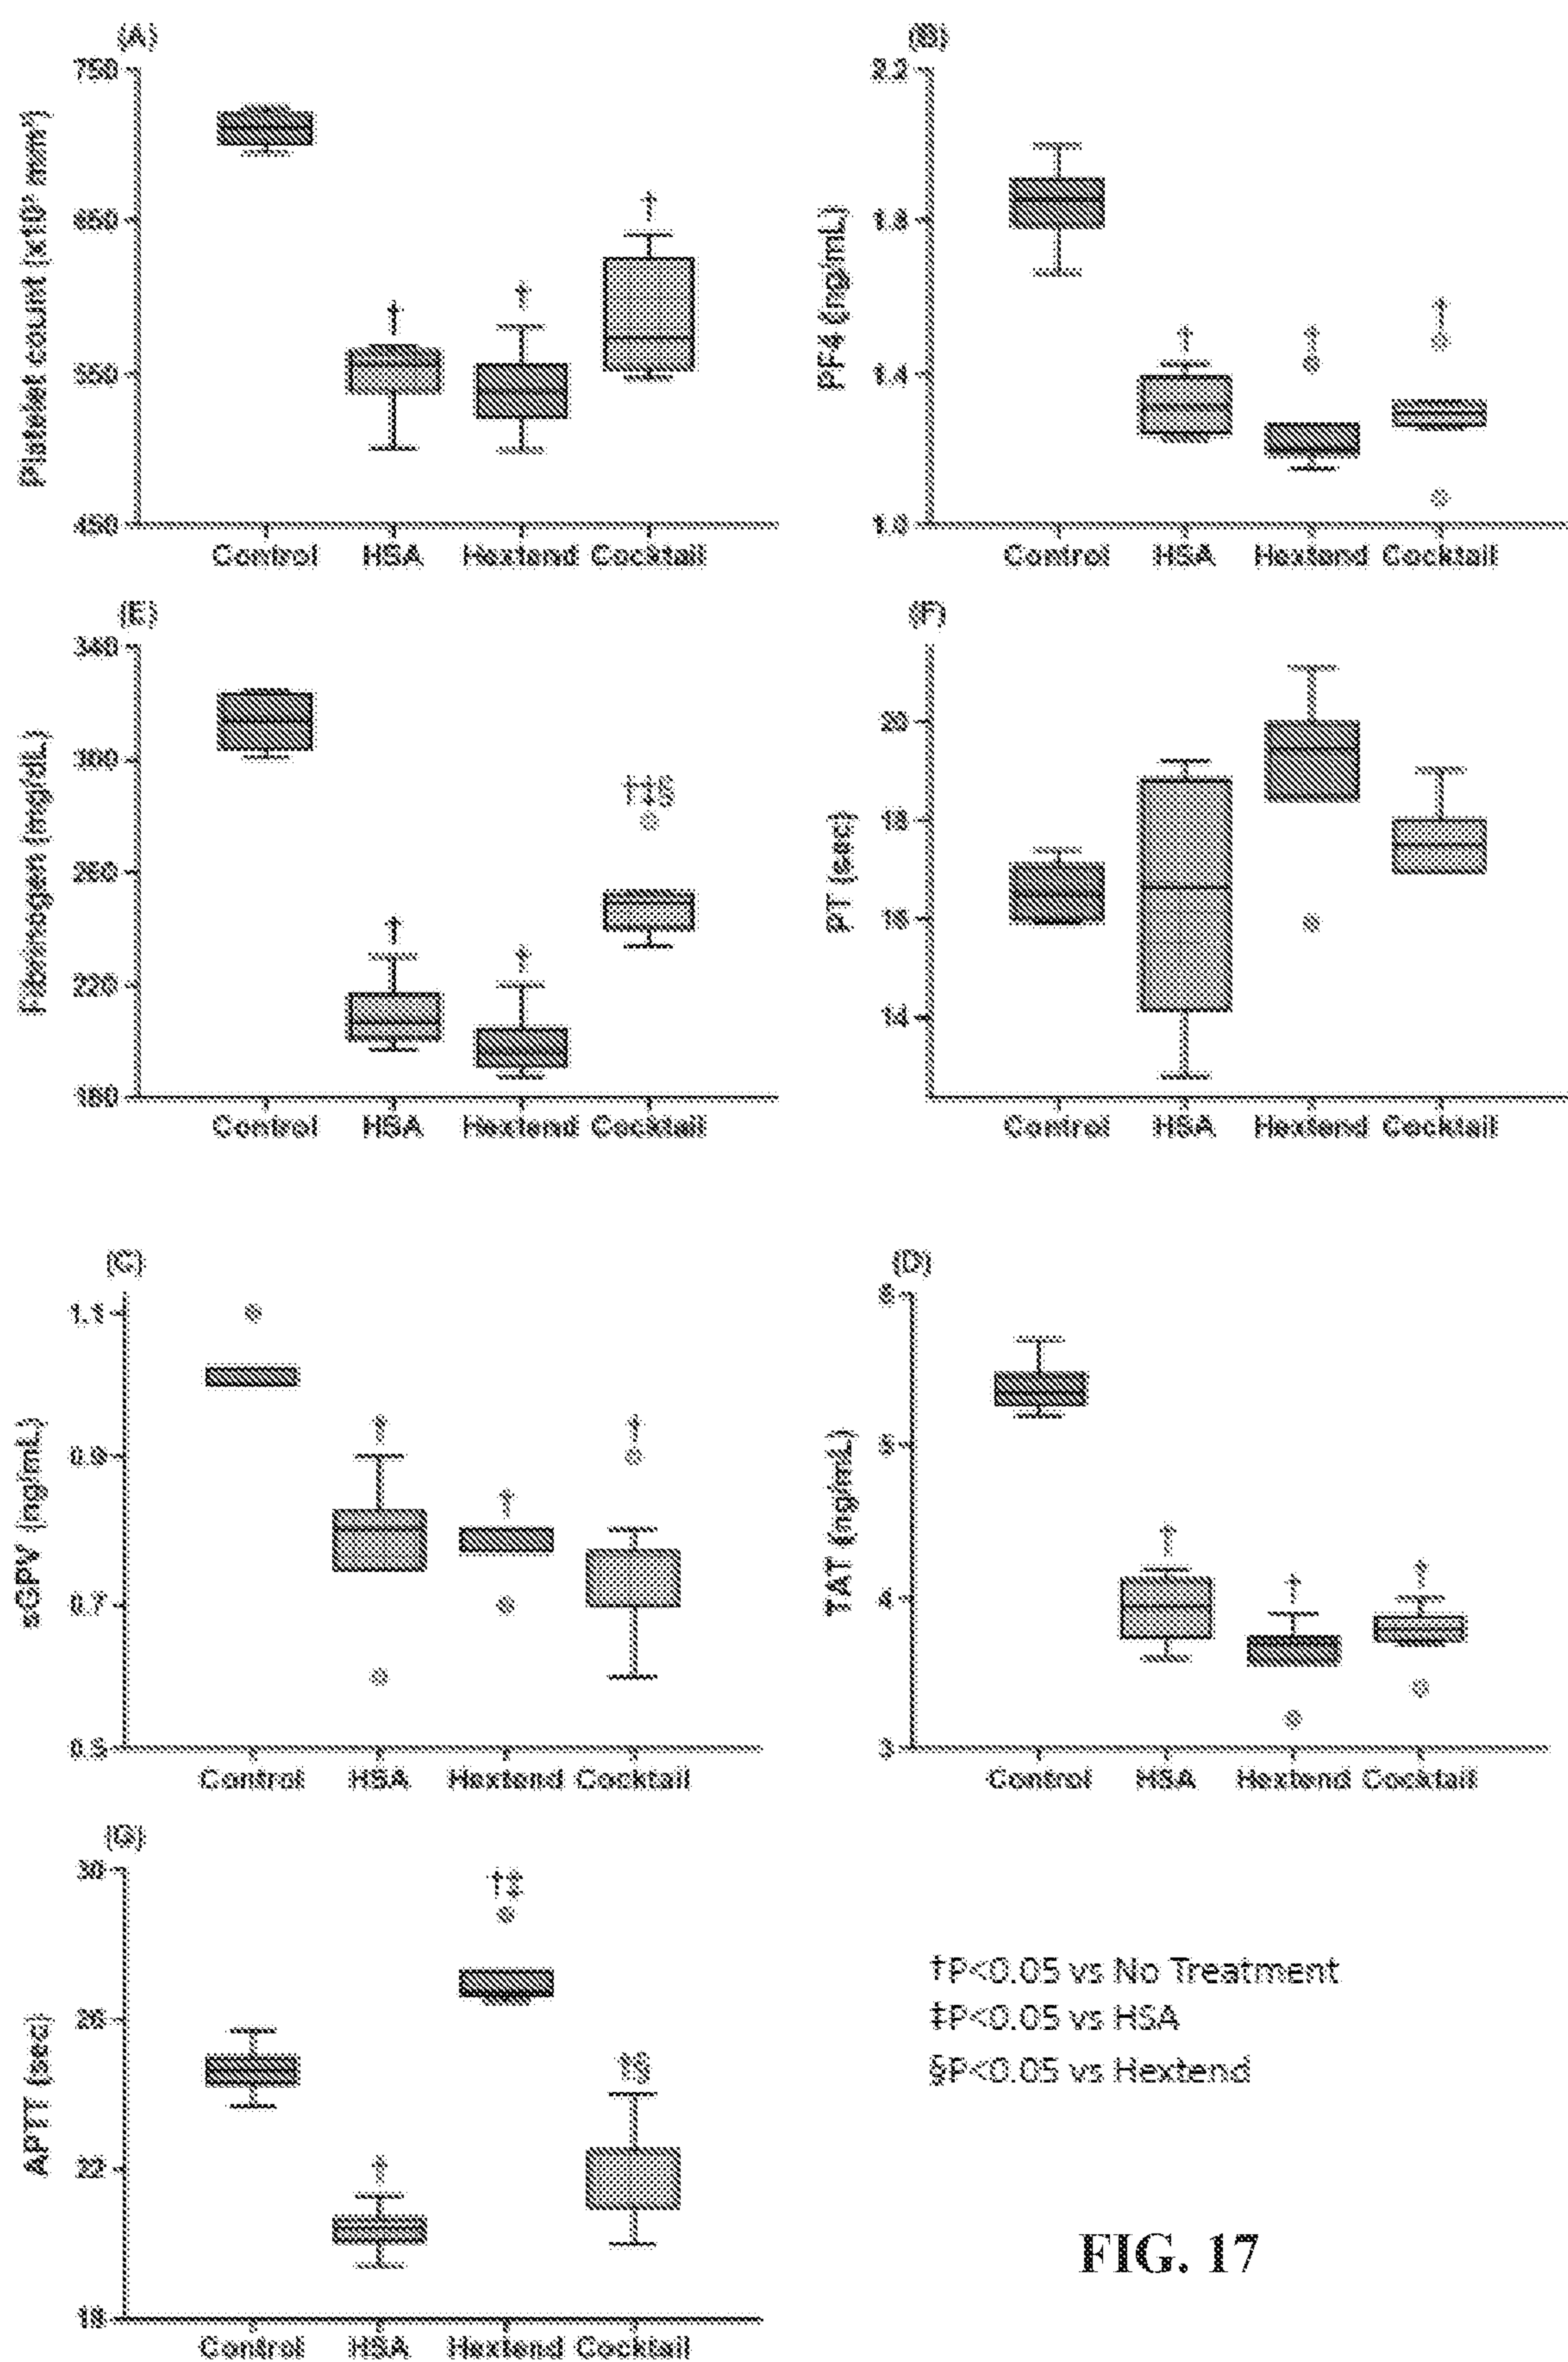 (A)
Platelet count (x10³ mm³)
750
650
550
450
Control HSA Hextend Cocktail
(B)
PF4 (ng/mL)
2.2
1.8
1.4
1.0
Control HSA Hextend Cocktail
† † † † † †
(E)
Fibrinogen (mg/dL)
340
300
260
220
180
† † †‡§
Control HSA Hextend Cocktail
(F)
PT (sec)
20
18
16
14
Control HSA Hextend Cocktail
(C)
sGPV (ng/mL)
1.1
0.9
0.7
0.5
† † †
Control HSA Hextend Cocktail
(D)
TAT (ng/mL)
6
5
4
3
† † †
Control HSA Hextend Cocktail
(G)
APTT (sec)
30
26
22
18
† †‡ †§
Control HSA Hextend Cocktail
†P<0.05 vs No Treatment
‡P<0.05 vs HSA
§P<0.05 vs Hextend
FIG. 17